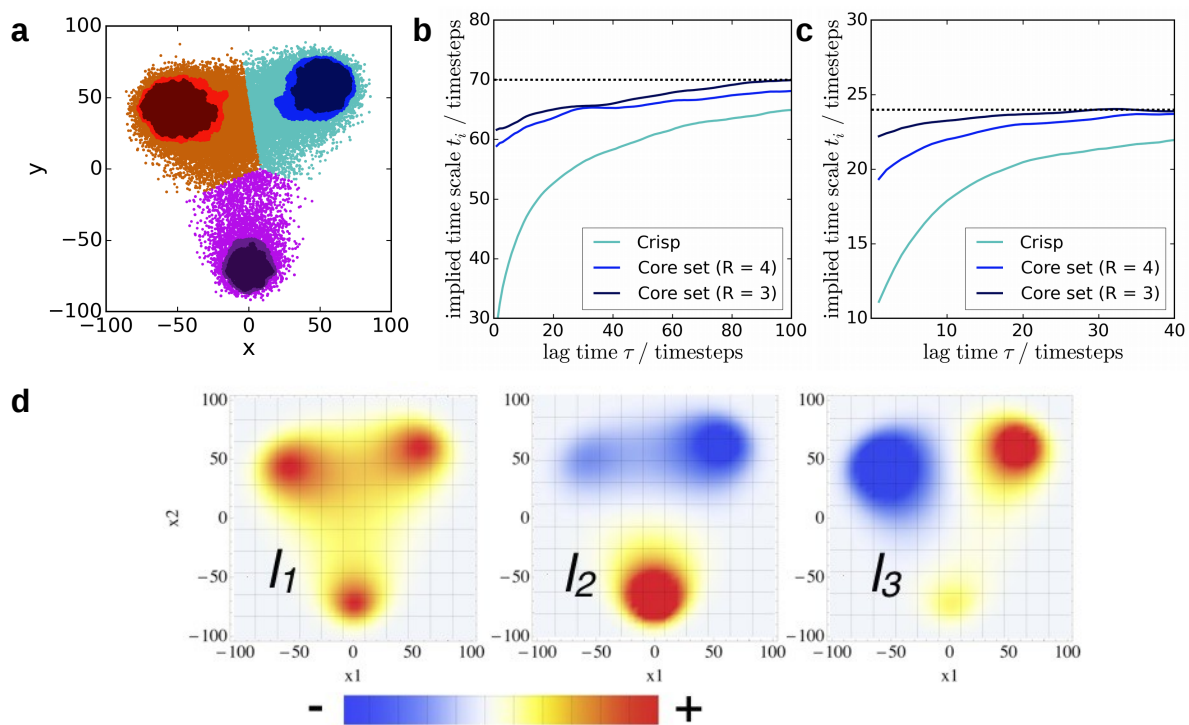 a
100
50
0
−50
−100
y
−100
−50
0
50
100
x
b
80
70
60
50
40
30
implied time scale t_i / timesteps
Crisp
Core set (R = 4)
Core set (R = 3)
0
20
40
60
80
100
lag time τ / timesteps
c
30
25
20
15
10
implied time scale t_i / timesteps
Crisp
Core set (R = 4)
Core set (R = 3)
10
20
30
40
lag time τ / timesteps
d
100
50
0
−50
−100
x2
l1
−100
−50
0
50
100
x1
100
50
0
−50
−100
l2
−100
−50
0
50
100
x1
100
50
0
−50
−100
l3
−100
−50
0
50
100
x1
-
+